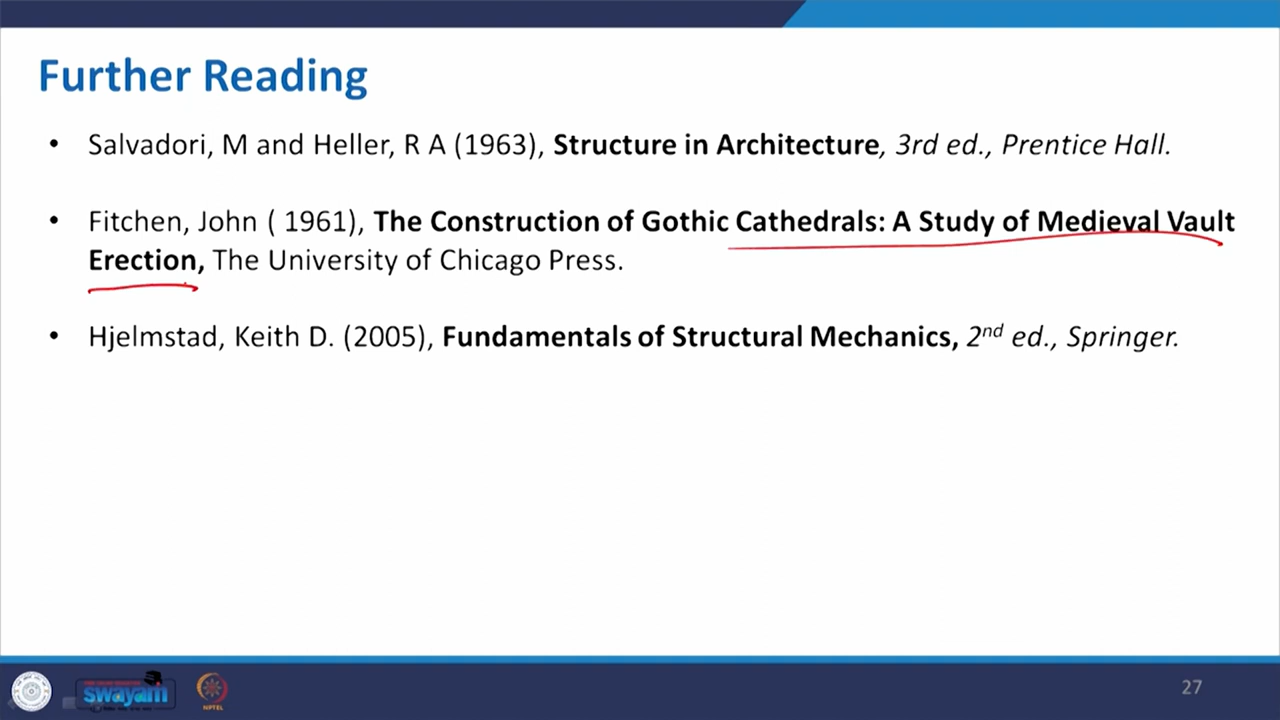 Further Reading
• Salvadori, M and Heller, R A (1963), Structure in Architecture, 3rd ed., Prentice Hall.
• Fitchen, John ( 1961), The Construction of Gothic Cathedrals: A Study of Medieval Vault
Erection, The University of Chicago Press.
• Hjelmstad, Keith D. (2005), Fundamentals of Structural Mechanics, 2nd ed., Springer.
swayam
NPTEL
27